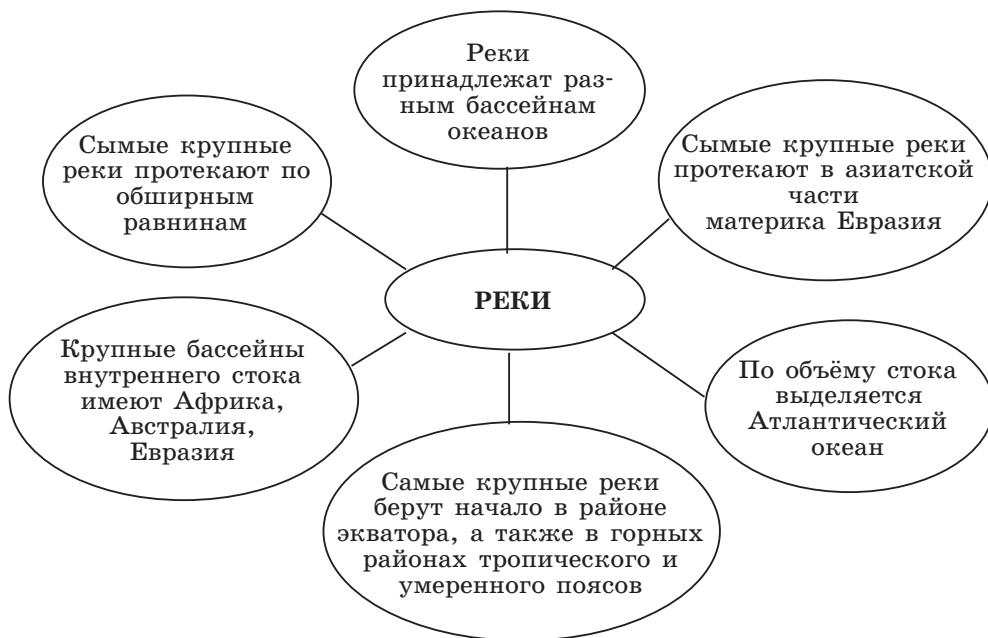 Реки
принадлежат раз-
ным бассейнам
океанов
Сымые крупные
реки протекают по
обширным
равнинам
Сымые крупные реки
протекают в азиатской
части
материка Евразия
РЕКИ
Крупные бассейны
внутреннего стока
имеют Африка,
Австралия,
Евразия
По объёму стока
выделяется
Атлантический
океан
Самые крупные реки
берут начало в районе
экватора, а также в горных
районах тропического и
умеренного поясов